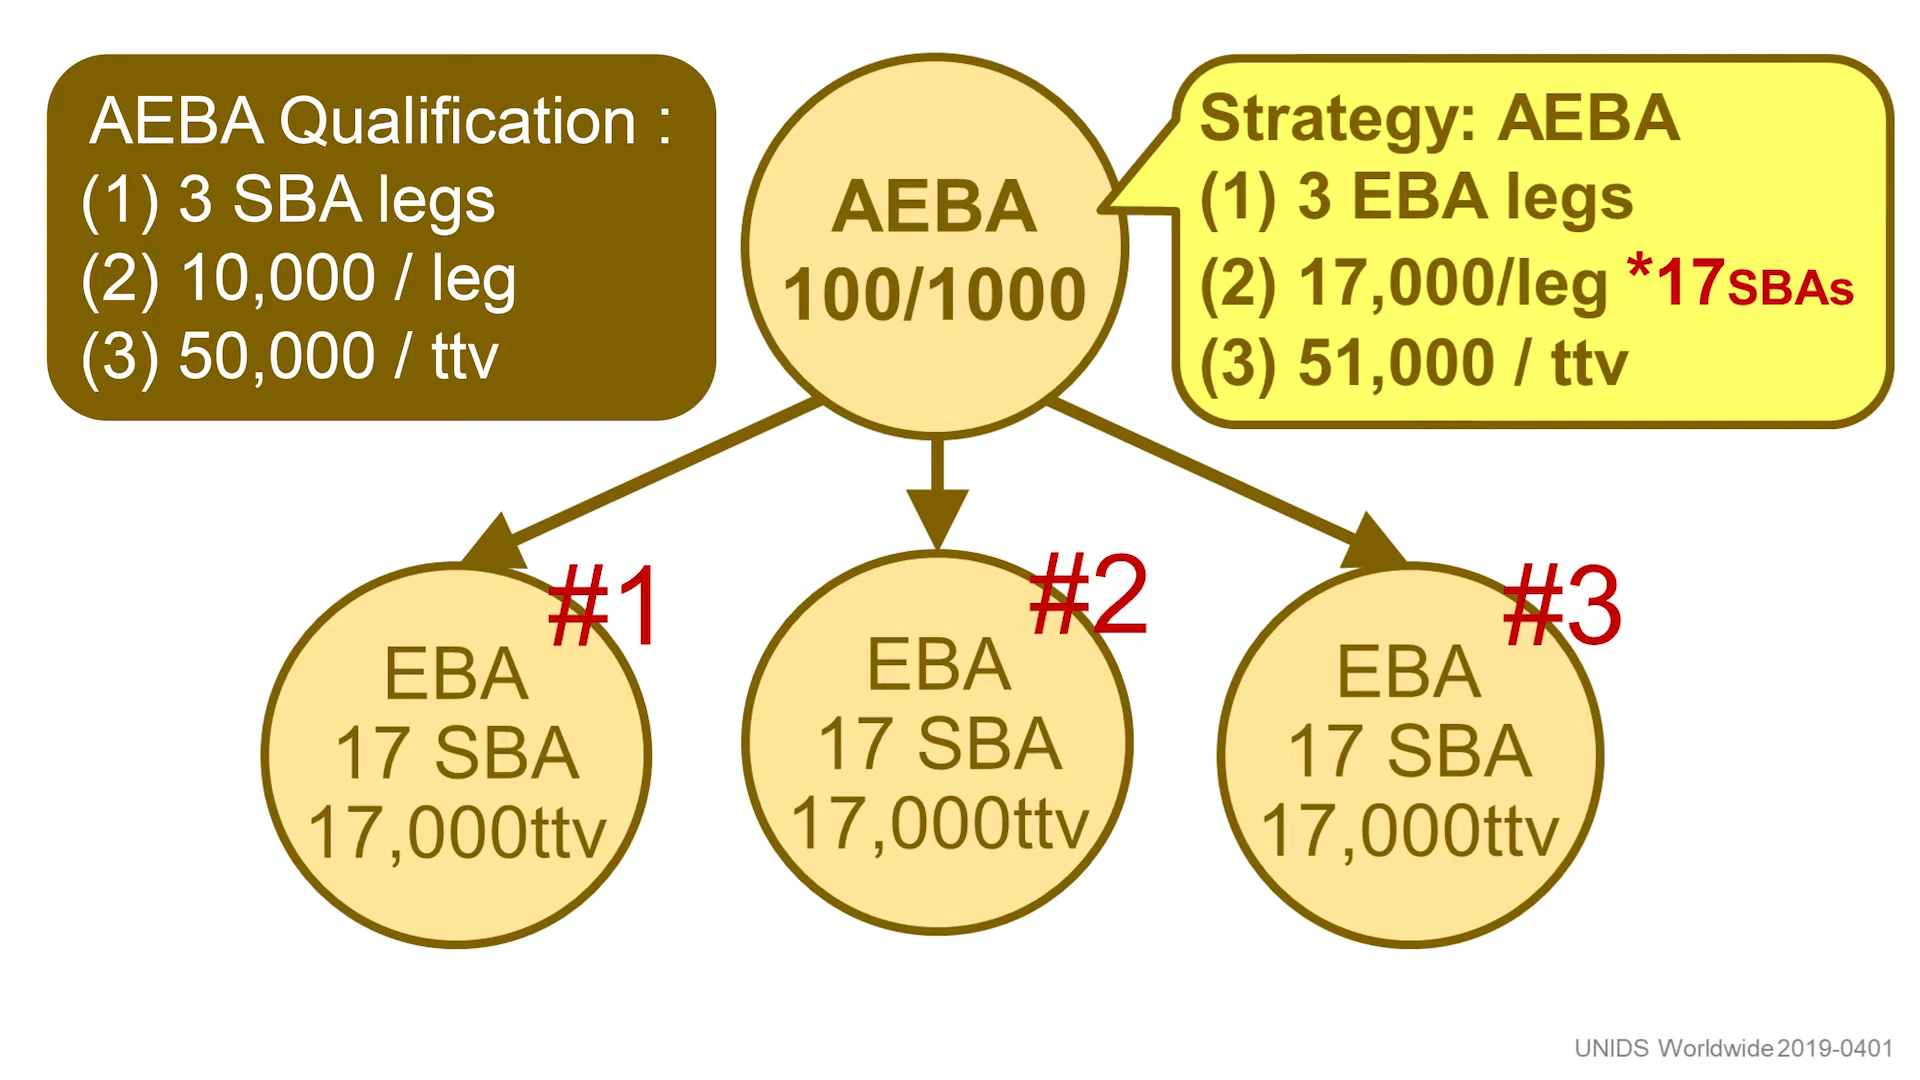 AEBA Qualification :
(1) 3 SBA legs
(2) 10,000 / leg
(3) 50,000 / ttv
AEBA
100/1000
Strategy: AEBA
(1) 3 EBA legs
(2) 17,000/leg *17SBAs
(3) 51,000 / ttv
#1
EBA
17 SBA
17,000ttv
#2
EBA
17 SBA
17,000ttv
#3
EBA
17 SBA
17,000ttv
UNIDS Worldwide 2019-0401